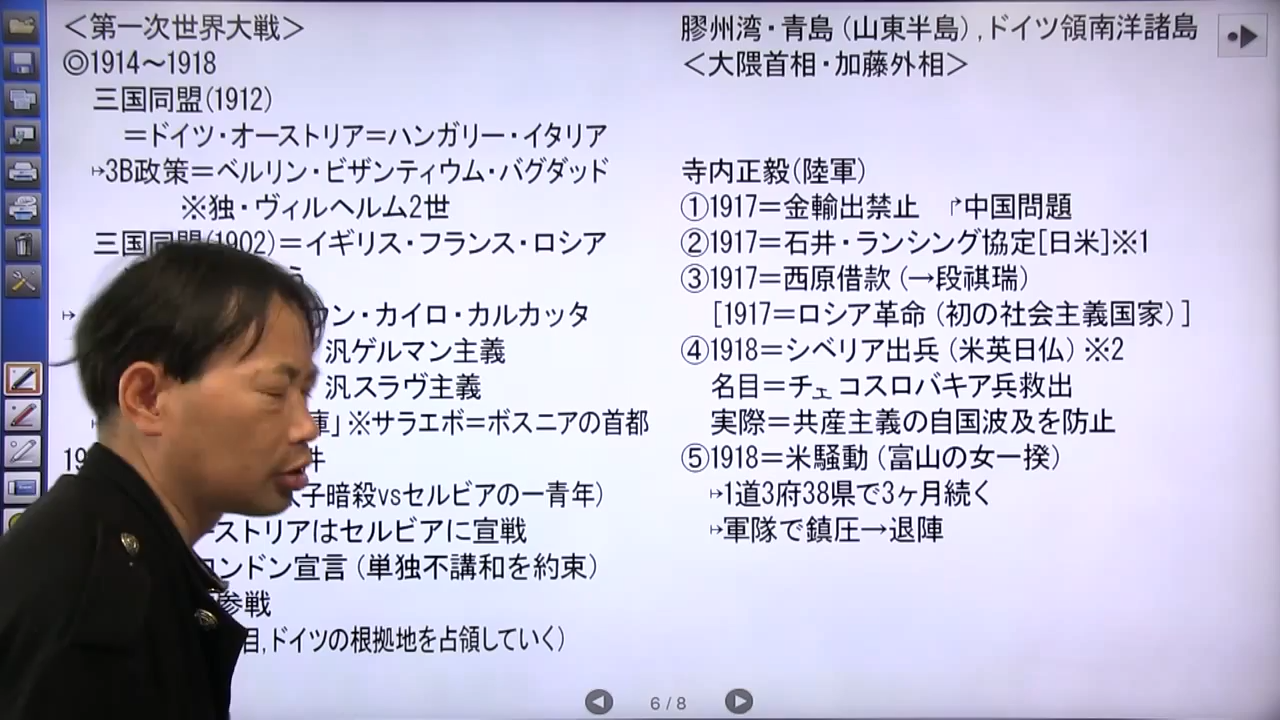 ＜第一次世界大戦＞
◎1914〜1918
三国同盟(1912)
＝ドイツ・オーストリア＝ハンガリー・イタリア
↦3B政策＝ベルリン・ビザンティウム・バグダッド
※独・ヴィルヘルム2世
三国同盟(1902)＝イギリス・フランス・ロシア
ら
↦ウン・カイロ・カルカッタ
汎ゲルマン主義
汎スラヴ主義
庫」※サラエボ＝ボスニアの首都
19 件
太子暗殺vsセルビアの一青年)
ーストリアはセルビアに宣戦
ロンドン宣言(単独不講和を約束)
参戦
目,ドイツの根拠地を占領していく)
膠州湾・青島(山東半島),ドイツ領南洋諸島
＜大隈首相・加藤外相＞
寺内正毅(陸軍)
①1917＝金輸出禁止 ↱中国問題
②1917＝石井・ランシング協定[日米]※1
③1917＝西原借款(→段祺瑞)
[1917＝ロシア革命(初の社会主義国家)]
④1918＝シベリア出兵(米英日仏)※2
名目＝チェコスロバキア兵救出
実際＝共産主義の自国波及を防止
⑤1918＝米騒動(富山の女一揆)
↦1道3府38県で3ヶ月続く
↦軍隊で鎮圧→退陣
6 / 8